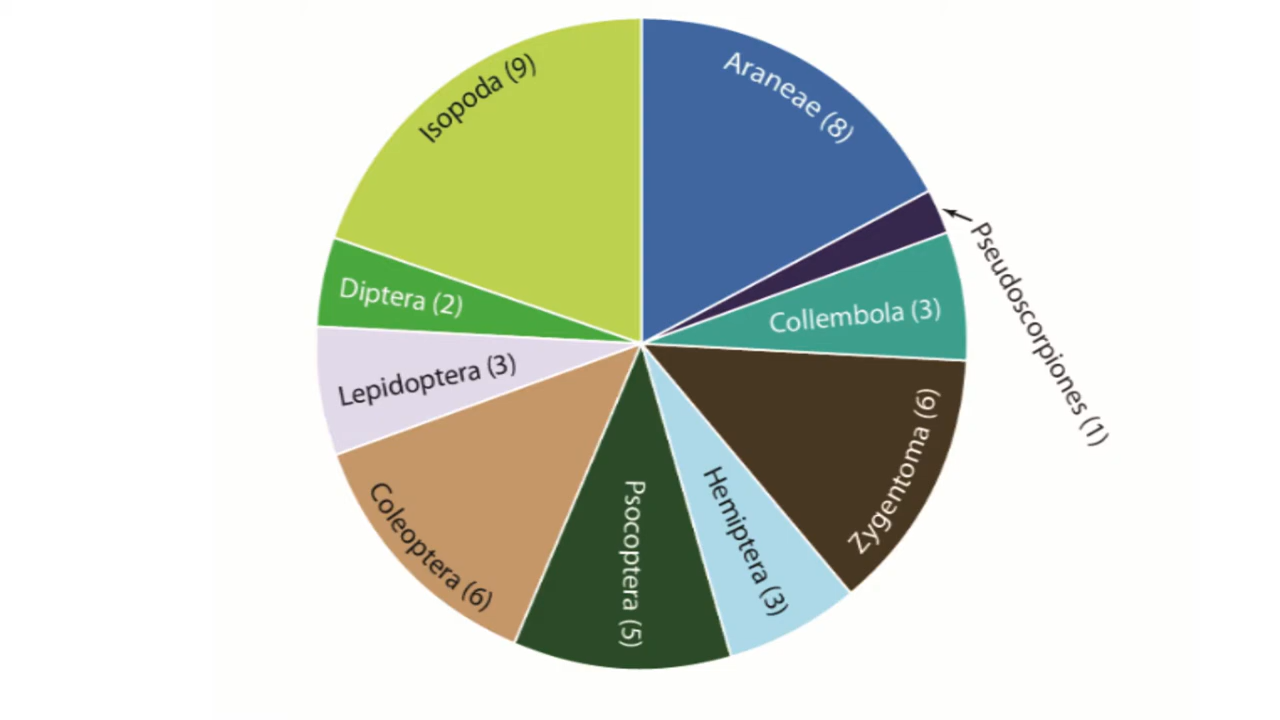 Araneae (8)
Pseudoscorpiones (1)
Collembola (3)
Zygentoma (6)
Hemiptera (3)
Psocoptera (5)
Coleoptera (6)
Lepidoptera (3)
Diptera (2)
Isopoda (9)